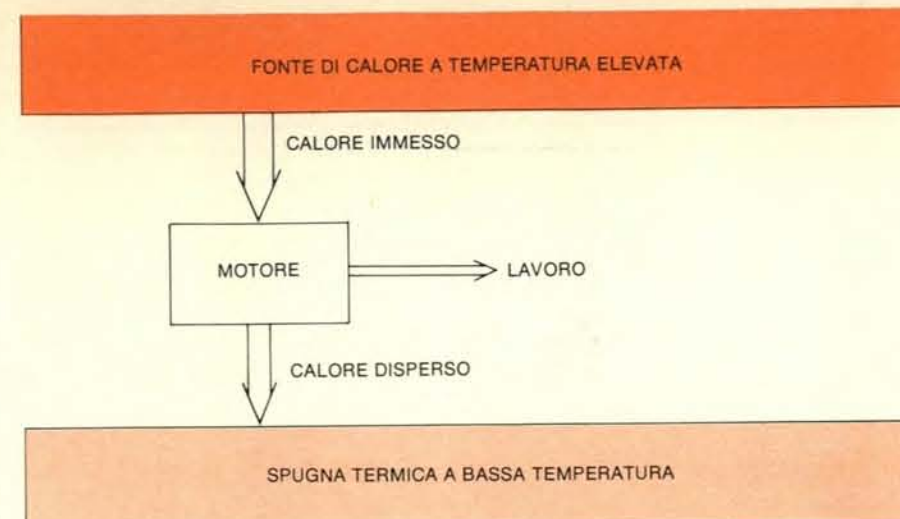 FONTE DI CALORE A TEMPERATURA ELEVATA
CALORE IMMESSO
MOTORE
LAVORO
CALORE DISPERSO
SPUGNA TERMICA A BASSA TEMPERATURA